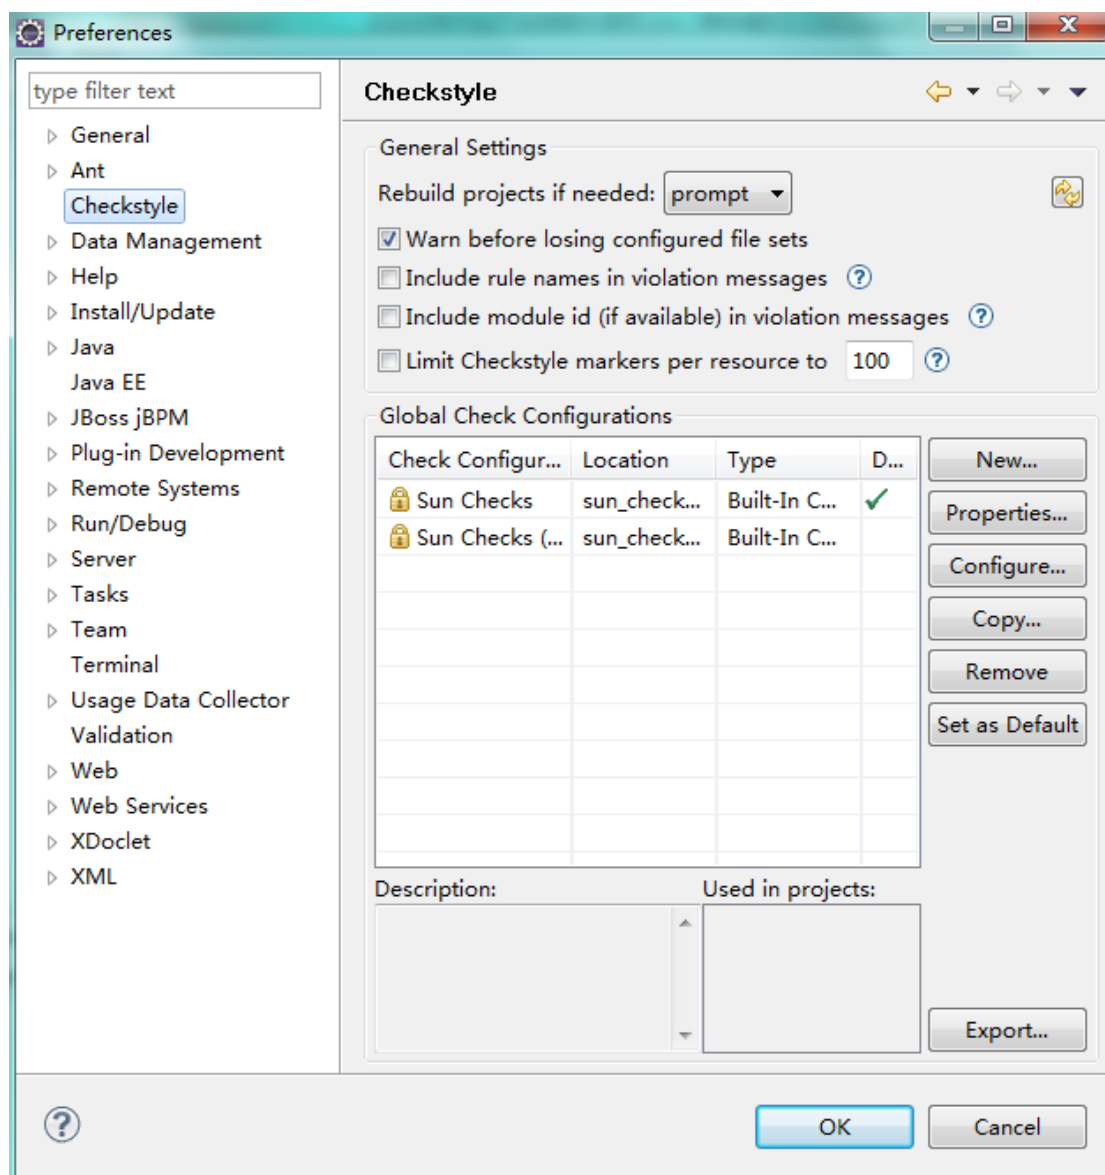 Preferences
type filter text
General
Ant
Checkstyle
Data Management
Help
Install/Update
Java
Java EE
JBoss jBPM
Plug-in Development
Remote Systems
Run/Debug
Server
Tasks
Team
Terminal
Usage Data Collector
Validation
Web
Web Services
XDoclet
XML
Checkstyle
General Settings
Rebuild projects if needed: prompt
Warn before losing configured file sets
Include rule names in violation messages
Include module id (if available) in violation messages
Limit Checkstyle markers per resource to 100
Global Check Configurations
Check Configur... Location Type D...
Sun Checks sun_check... Built-In C...
Sun Checks (... sun_check... Built-In C...
New...
Properties...
Configure...
Copy...
Remove
Set as Default
Description: Used in projects:
Export...
OK Cancel